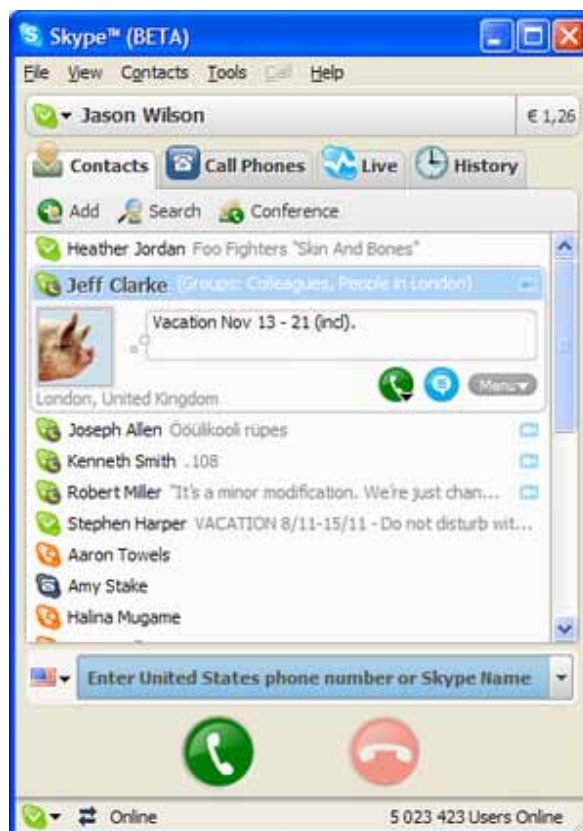 Skype™ (BETA)
File View Contacts Tools Call Help
Jason Wilson € 1,26
Contacts Call Phones Live History
Add Search Conference
Heather Jordan Foo Fighters "Skin And Bones"
Jeff Clarke (Groups: Colleagues, People in London)
Vacation Nov 13 - 21 (incl).
Menu
London, United Kingdom
Joseph Allen Ööülikooli rüpes
Kenneth Smith .108
Robert Miller "It's a minor modification. We're just chan...
Stephen Harper VACATION 8/11-15/11 - Do not disturb wit...
Aaron Towels
Amy Stake
Halina Mugame
Enter United States phone number or Skype Name
Online 5 023 423 Users Online